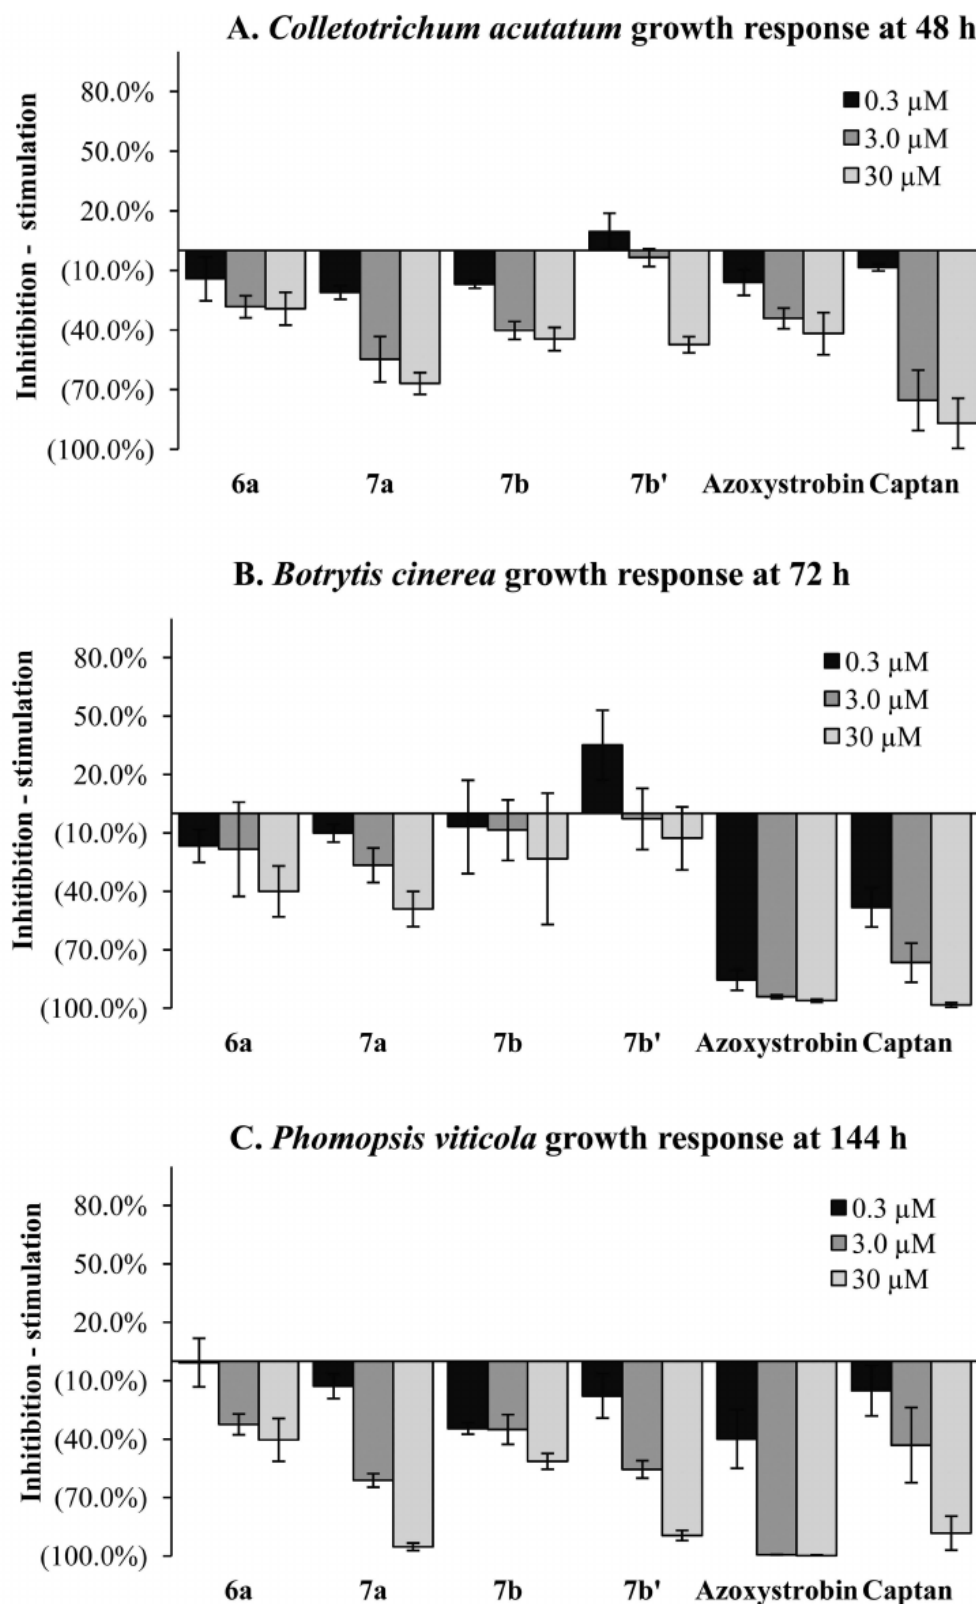 A. Colletotrichum acutatum growth response at 48 h
Inhitibition - stimulation
80.0%
50.0%
20.0%
(10.0%)
(40.0%)
(70.0%)
(100.0%)
0.3 µM
3.0 µM
30 µM
6a 7a 7b 7b' Azoxystrobin Captan
B. Botrytis cinerea growth response at 72 h
Inhitibition - stimulation
80.0%
50.0%
20.0%
(10.0%)
(40.0%)
(70.0%)
(100.0%)
0.3 µM
3.0 µM
30 µM
6a 7a 7b 7b' Azoxystrobin Captan
C. Phomopsis viticola growth response at 144 h
Inhitibition - stimulation
80.0%
50.0%
20.0%
(10.0%)
(40.0%)
(70.0%)
(100.0%)
0.3 µM
3.0 µM
30 µM
6a 7a 7b 7b' Azoxystrobin Captan